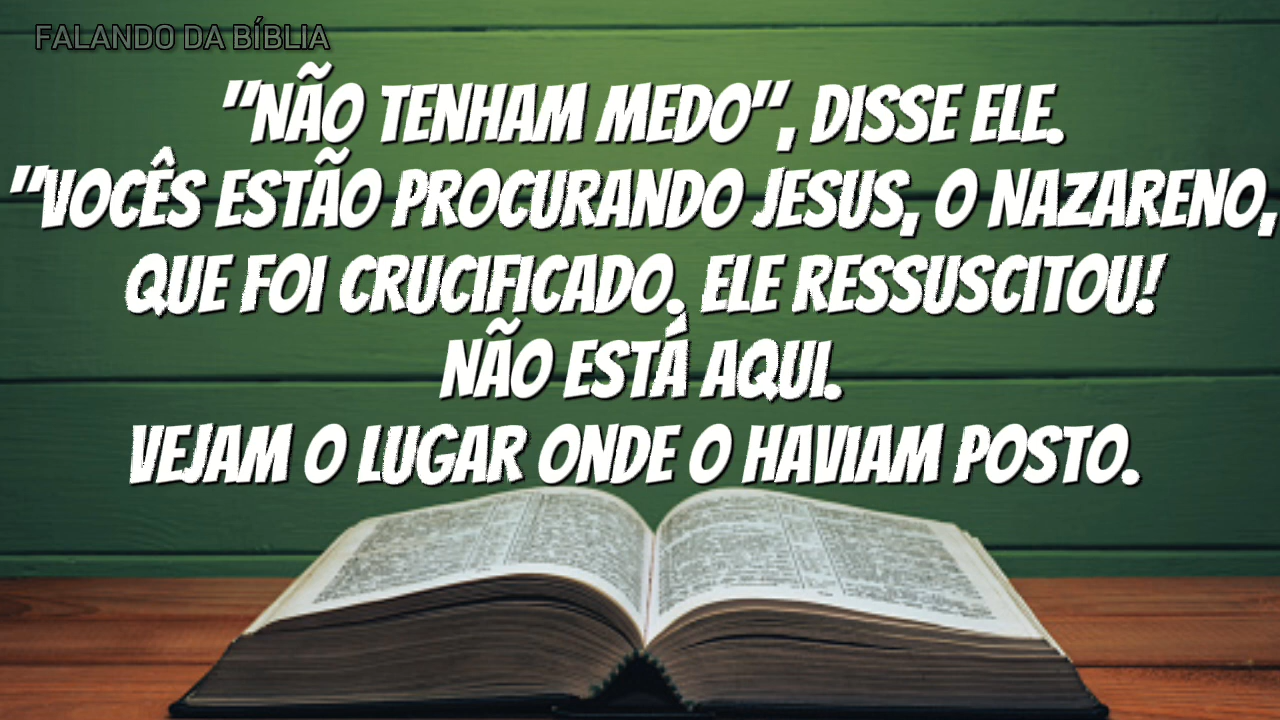 FALANDO DA BÍBLIA
"NÃO TENHAM MEDO", DISSE ELE.
"VOCÊS ESTÃO PROCURANDO JESUS, O NAZARENO,
QUE FOI CRUCIFICADO. ELE RESSUSCITOU!
NÃO ESTÁ AQUI.
VEJAM O LUGAR ONDE O HAVIAM POSTO.